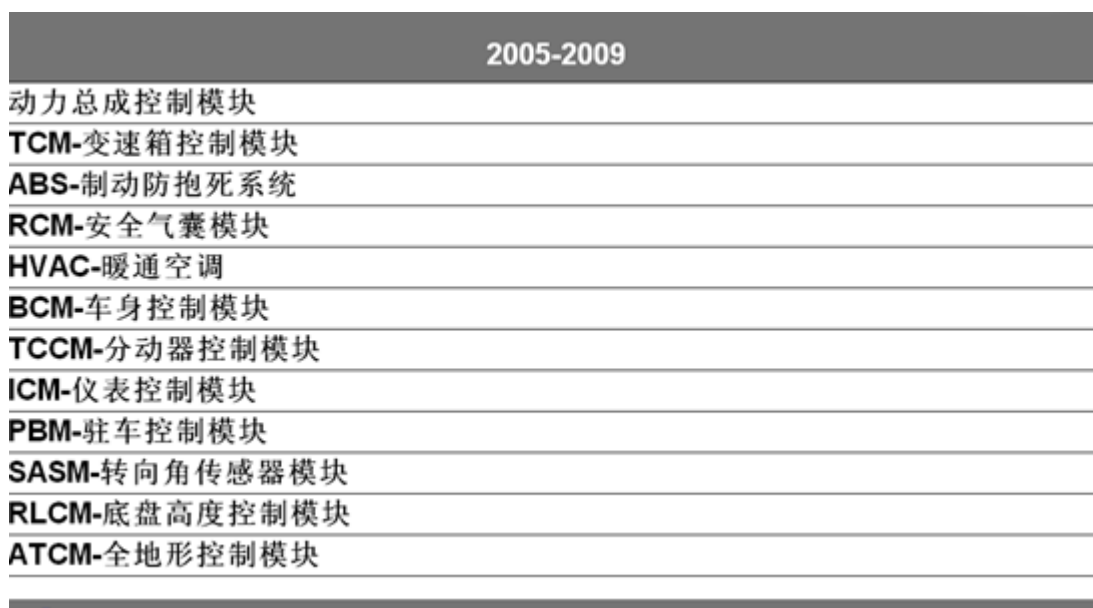 2005-2009
动力总成控制模块
TCM-变速箱控制模块
ABS-制动防抱死系统
RCM-安全气囊模块
HVAC-暖通空调
BCM-车身控制模块
TCCM-分动器控制模块
ICM-仪表控制模块
PBM-驻车控制模块
SASM-转向角传感器模块
RLCM-底盘高度控制模块
ATCM-全地形控制模块